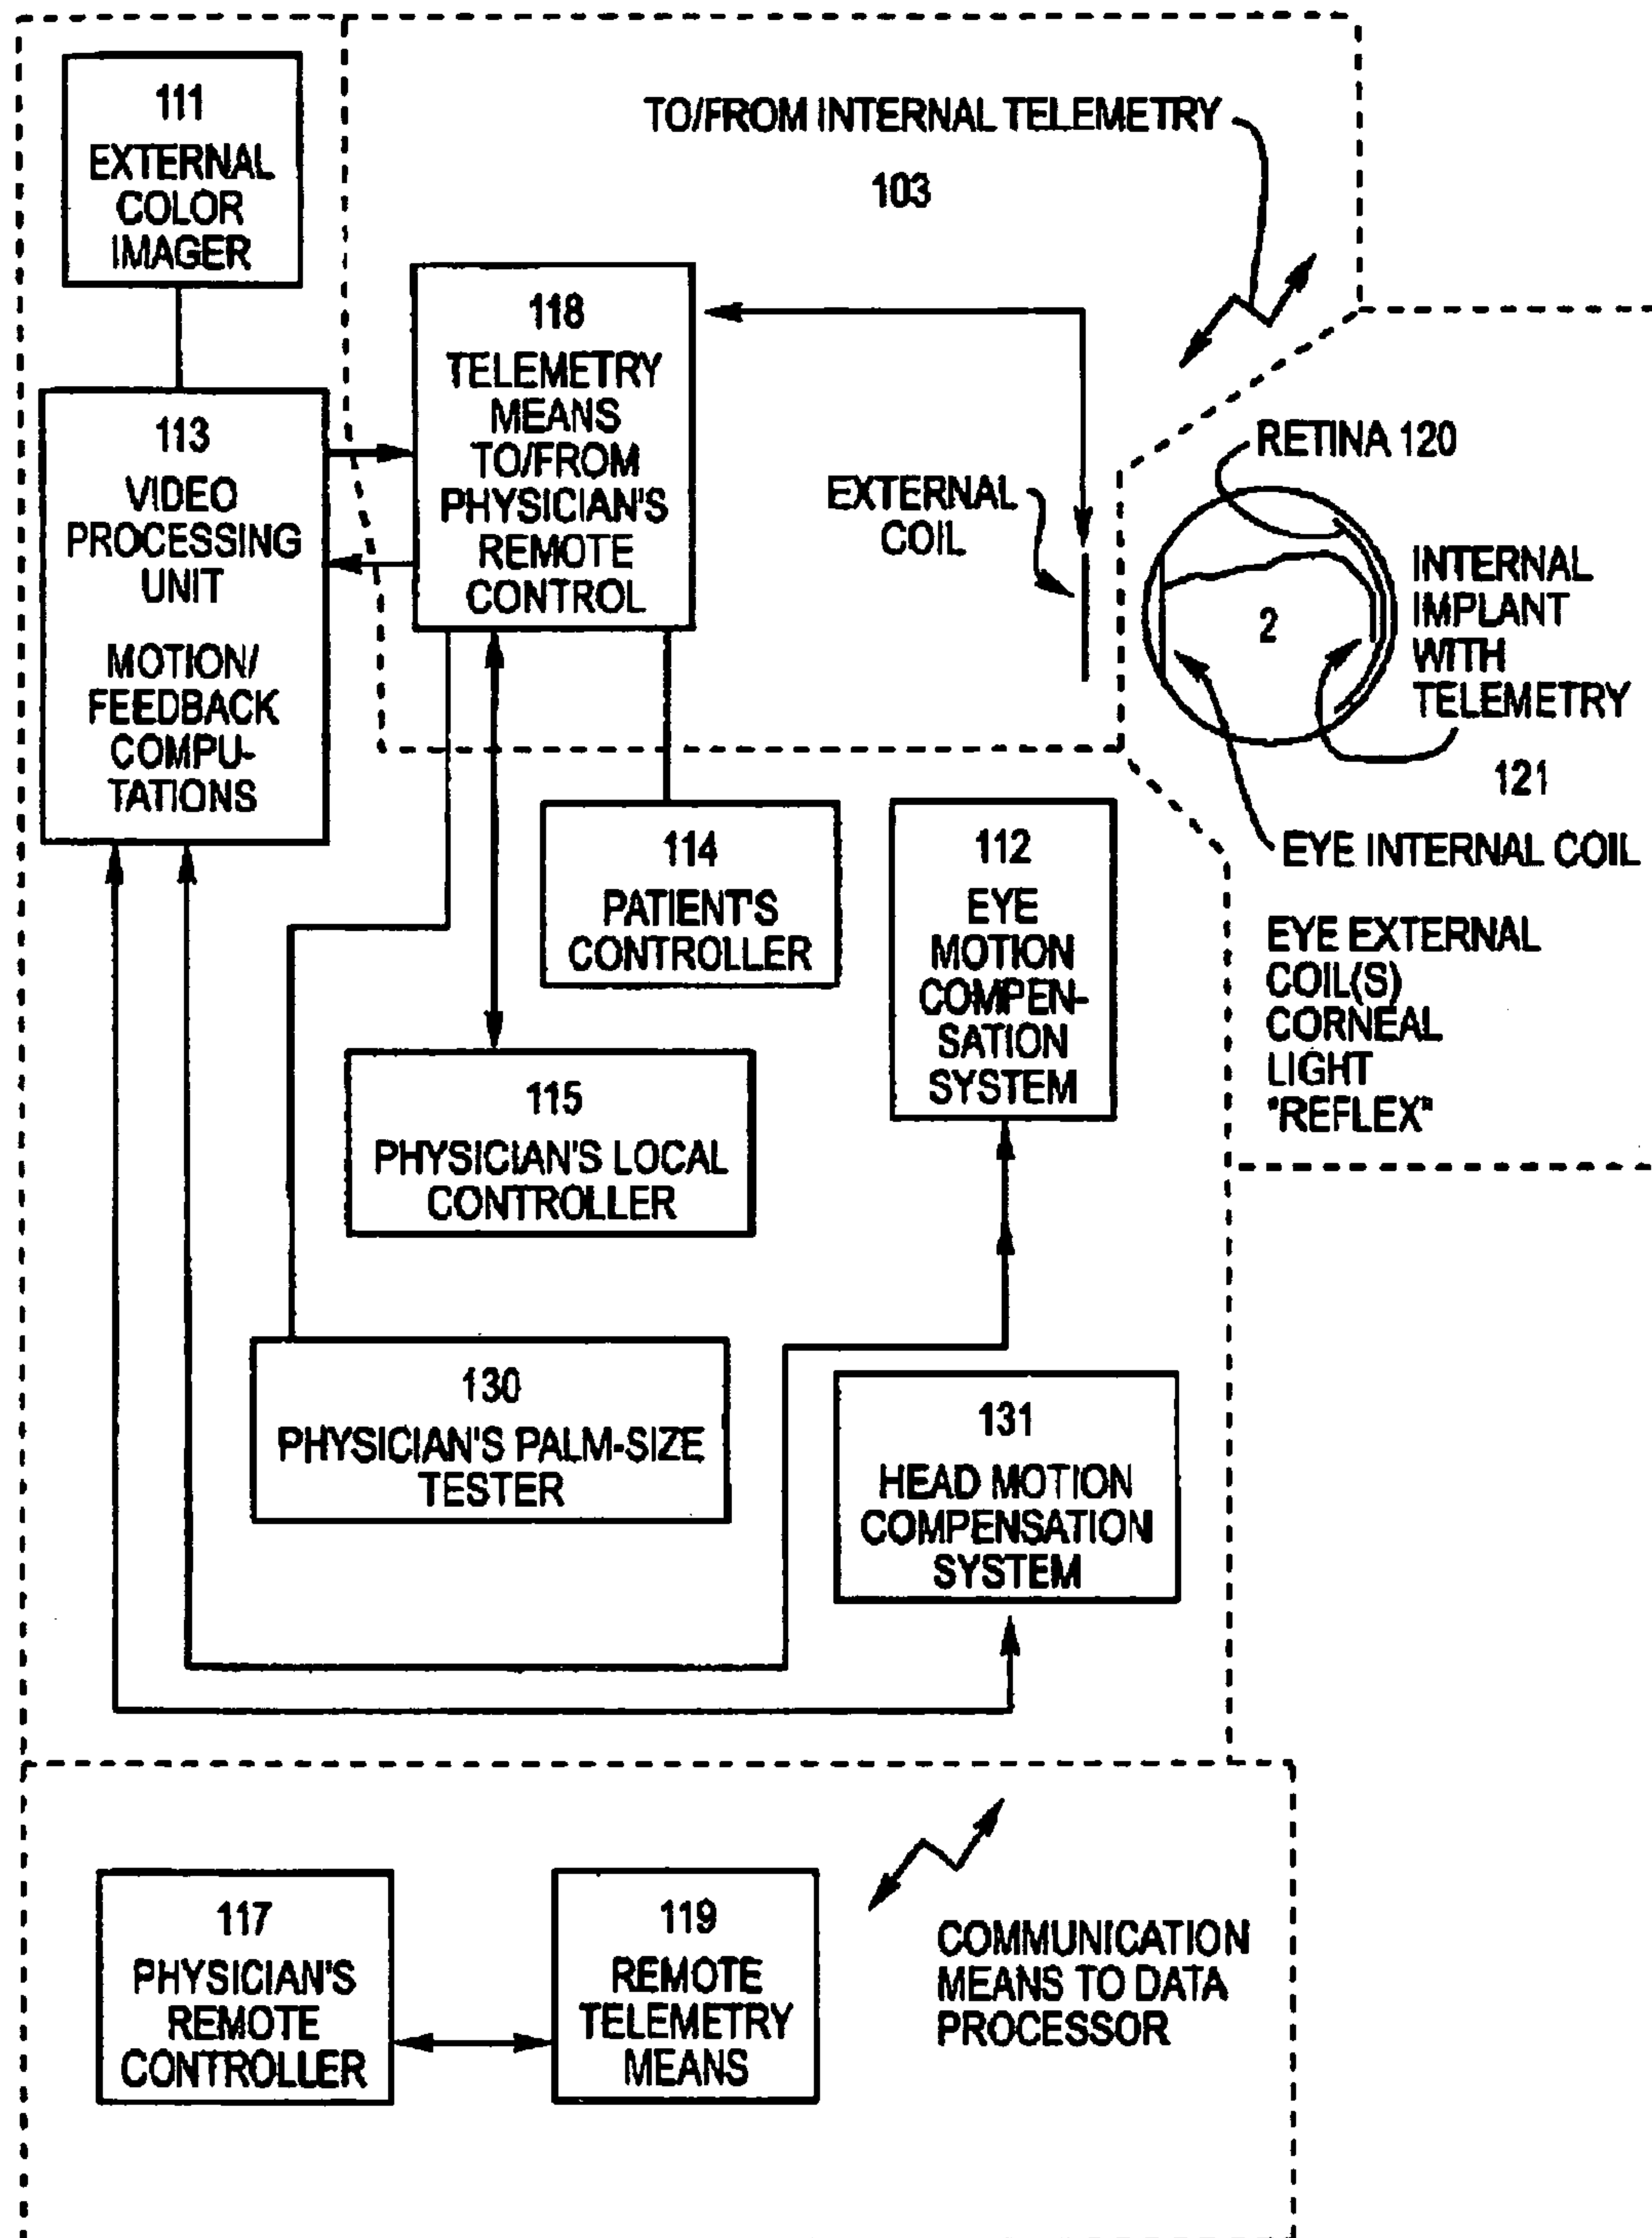 111
EXTERNAL
COLOR
IMAGER
TO/FROM INTERNAL TELEMETRY
103
118
TELEMETRY
MEANS
TO/FROM
PHYSICIAN'S
REMOTE
CONTROL
113
VIDEO
PROCESSING
UNIT
MOTION/
FEEDBACK
COMPU-
TATIONS
EXTERNAL
COIL
RETINA 120
2
INTERNAL
IMPLANT
WITH
TELEMETRY
121
EYE INTERNAL COIL
114
PATIENT'S
CONTROLLER
112
EYE
MOTION
COMPEN-
SATION
SYSTEM
EYE EXTERNAL
COIL(S)
CORNEAL
LIGHT
"REFLEX"
115
PHYSICIAN'S LOCAL
CONTROLLER
130
PHYSICIAN'S PALM-SIZE
TESTER
131
HEAD MOTION
COMPENSATION
SYSTEM
117
PHYSICIAN'S
REMOTE
CONTROLLER
119
REMOTE
TELEMETRY
MEANS
COMMUNICATION
MEANS TO DATA
PROCESSOR